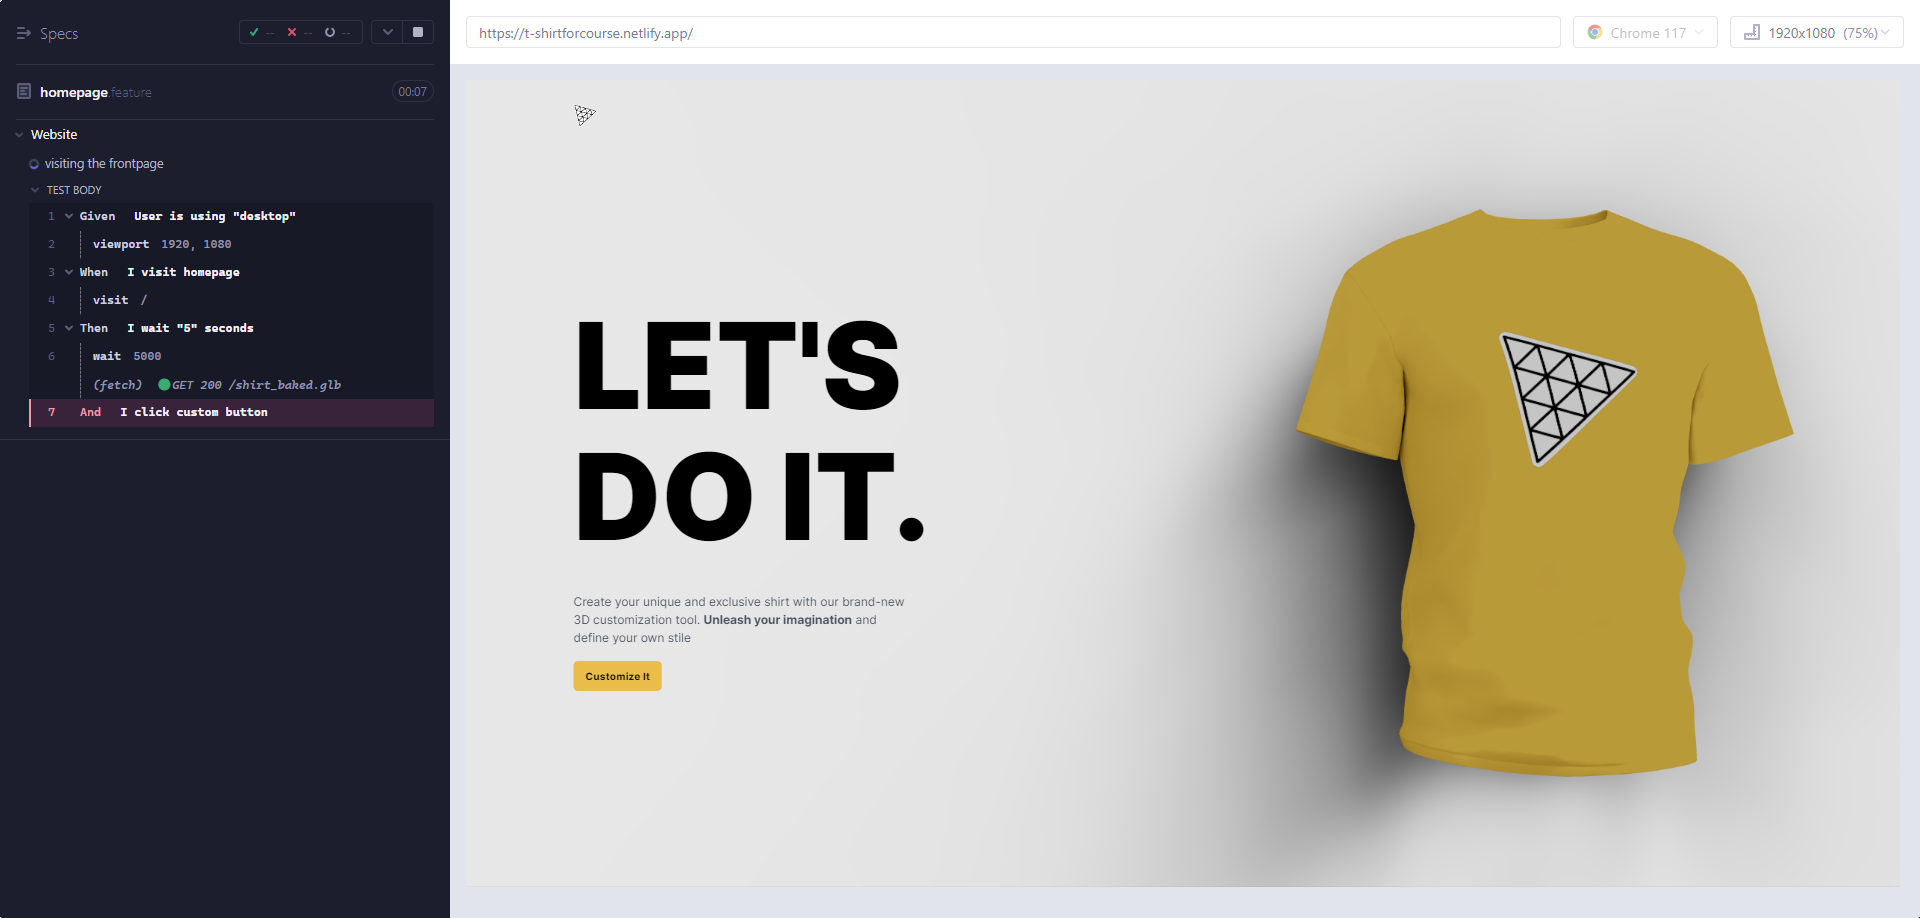 Specs
-- -- --
homepage.feature 00:07
Website
visiting the frontpage
TEST BODY
1 Given User is using "desktop"
2 viewport 1920, 1080
3 When I visit homepage
4 visit /
5 Then I wait "5" seconds
6 wait 5000
(fetch) GET 200 /shirt_baked.glb
7 And I click custom button
https://t-shirtforcourse.netlify.app/
Chrome 117
1920x1080 (75%)
LET'S
DO IT.
Create your unique and exclusive shirt with our brand-new
3D customization tool. Unleash your imagination and
define your own stile
Customize It